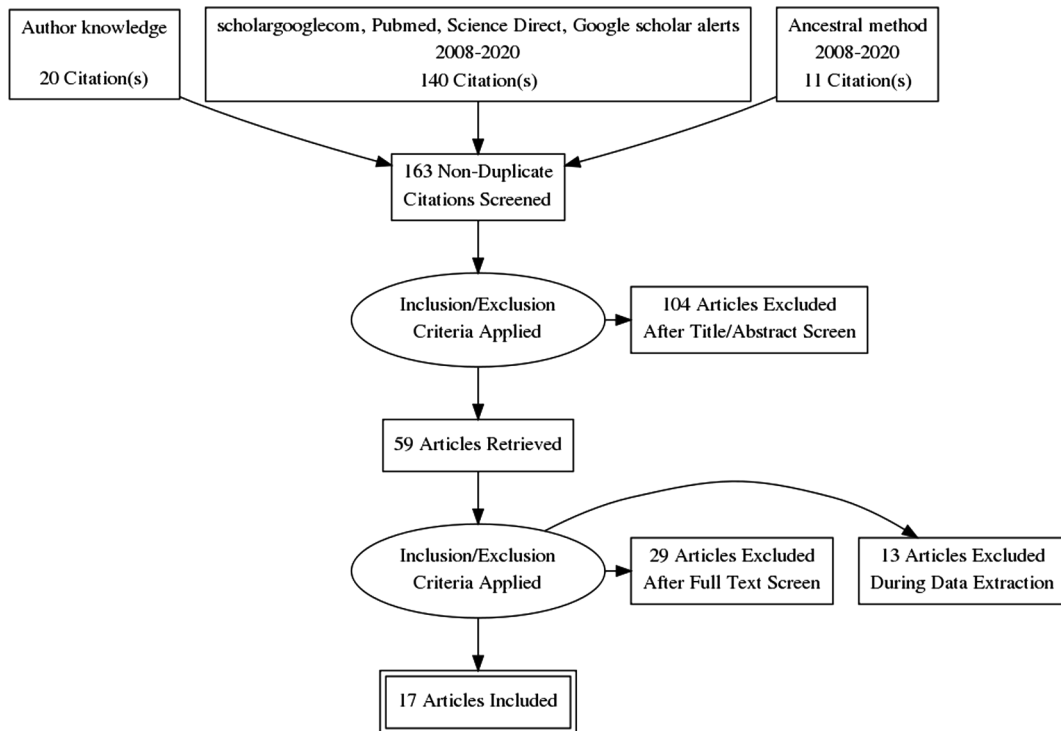 Author knowledge
20 Citation(s)
scholargooglecom, Pubmed, Science Direct, Google scholar alerts
2008-2020
140 Citation(s)
Ancestral method
2008-2020
11 Citation(s)
163 Non-Duplicate
Citations Screened
Inclusion/Exclusion
Criteria Applied
104 Articles Excluded
After Title/Abstract Screen
59 Articles Retrieved
Inclusion/Exclusion
Criteria Applied
29 Articles Excluded
After Full Text Screen
13 Articles Excluded
During Data Extraction
17 Articles Included